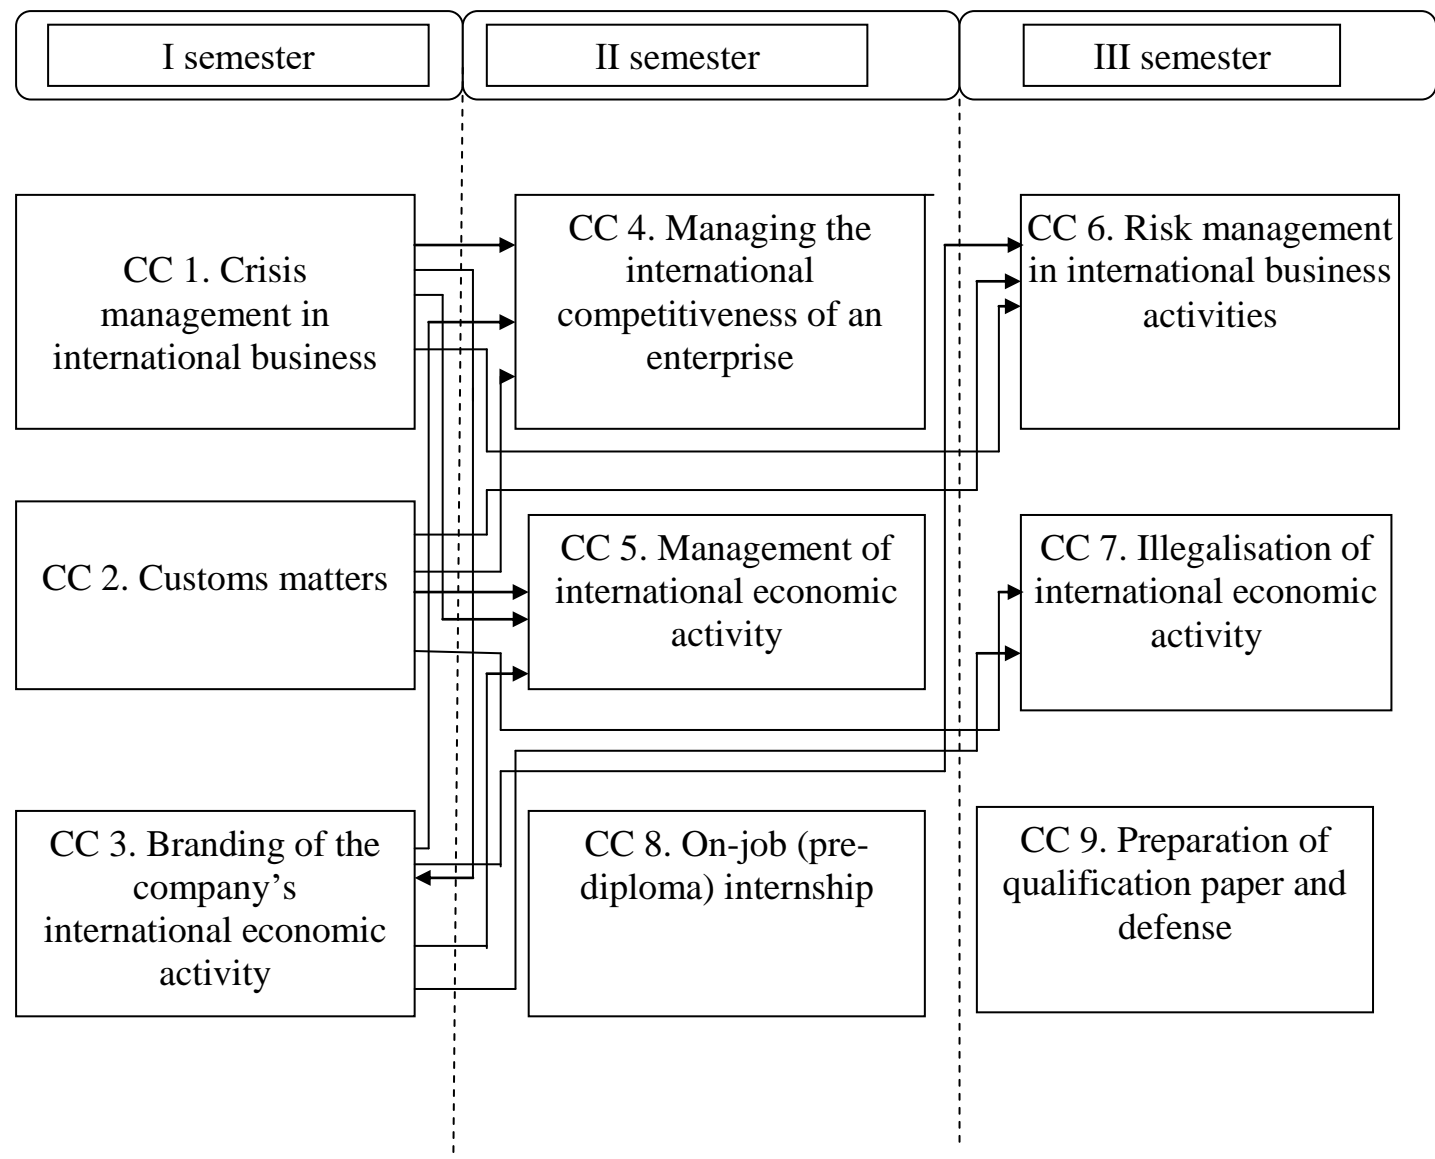 I semester
II semester
III semester
CC 1. Crisis
management in
international business
CC 4. Managing the
international
competitiveness of an
enterprise
CC 6. Risk management
in international business
activities
CC 2. Customs matters
CC 5. Management of
international economic
activity
CC 7. Illegalisation of
international economic
activity
CC 3. Branding of the
company’s
international economic
activity
CC 8. On-job (pre-
diploma) internship
CC 9. Preparation of
qualification paper and
defense